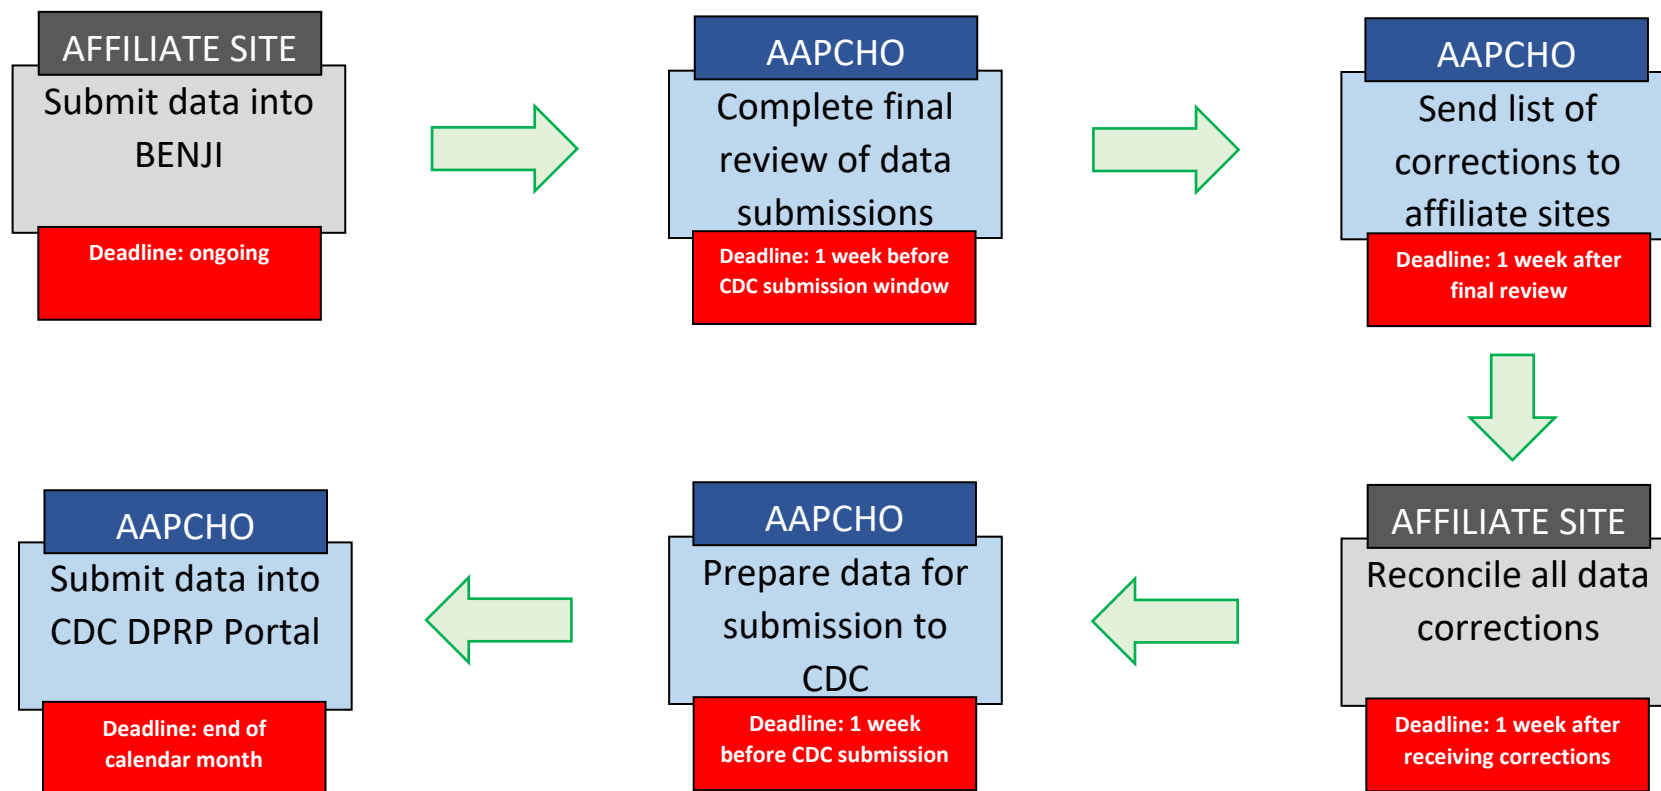 AFFILIATE SITE
Submit data into
BENJI
Deadline: ongoing
AAPCHO
Complete final
review of data
submissions
Deadline: 1 week before
CDC submission window
AAPCHO
Send list of
corrections to
affiliate sites
Deadline: 1 week after
final review
AFFILIATE SITE
Reconcile all data
corrections
Deadline: 1 week after
receiving corrections
AAPCHO
Prepare data for
submission to
CDC
Deadline: 1 week
before CDC submission
AAPCHO
Submit data into
CDC DPRP Portal
Deadline: end of
calendar month